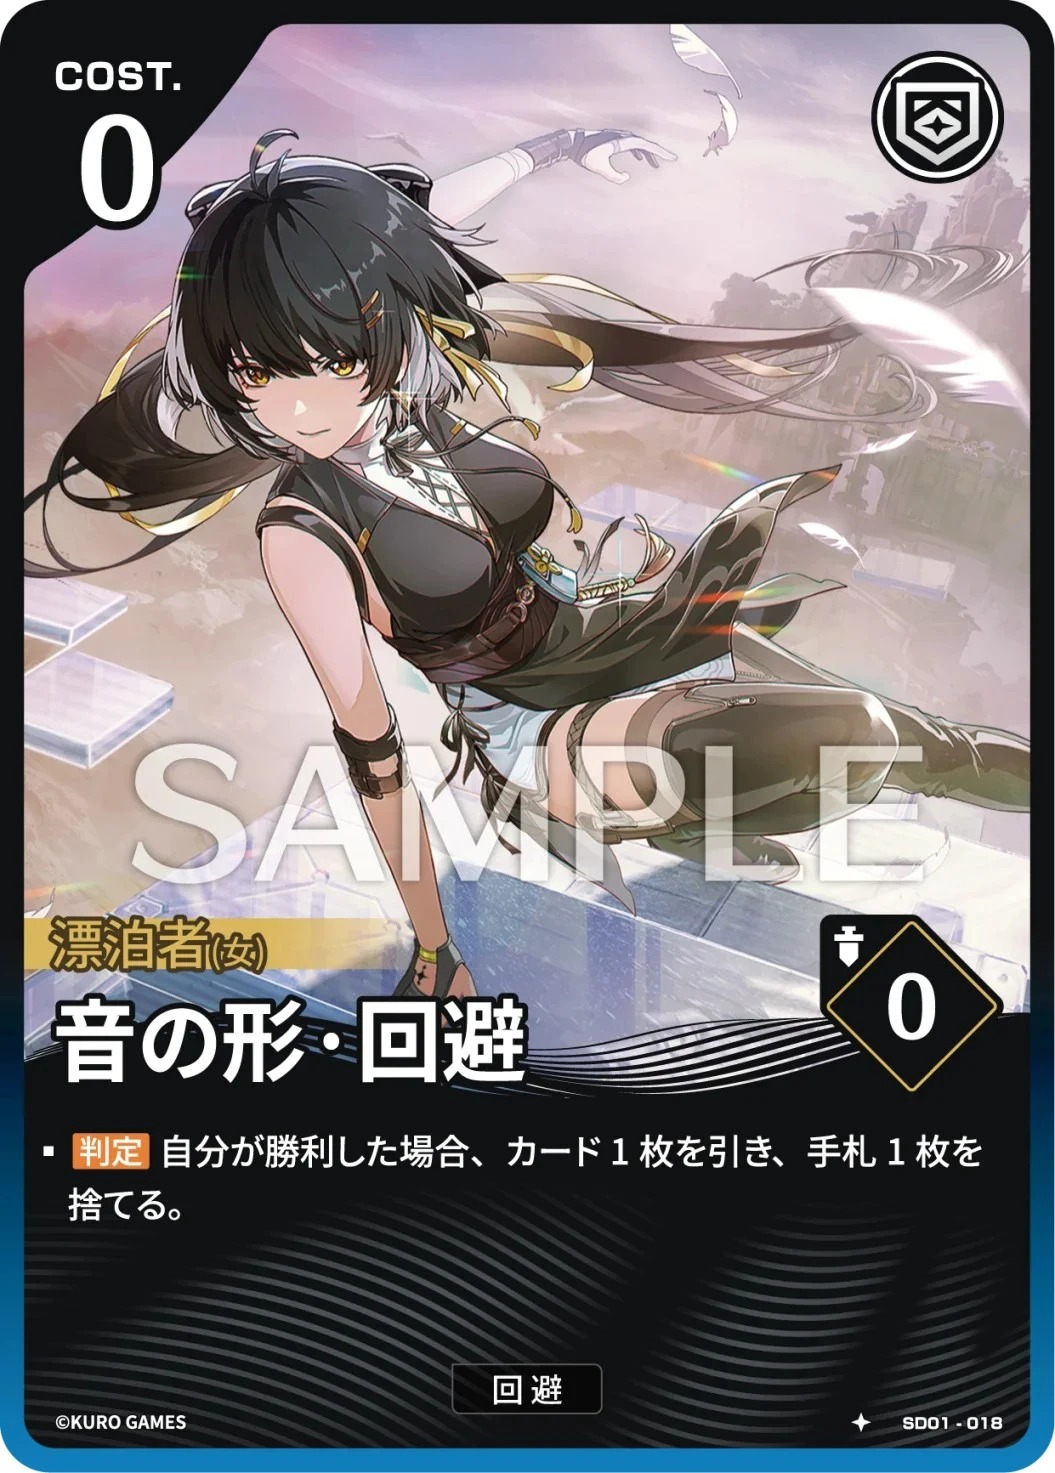 COST.
0
SAMPLE
漂泊者(女)
音の形·回避
0
▪ 判定 自分が勝利した場合、カード1枚を引き、手札1枚を
捨てる。
回避
©KURO GAMES
SD01-018